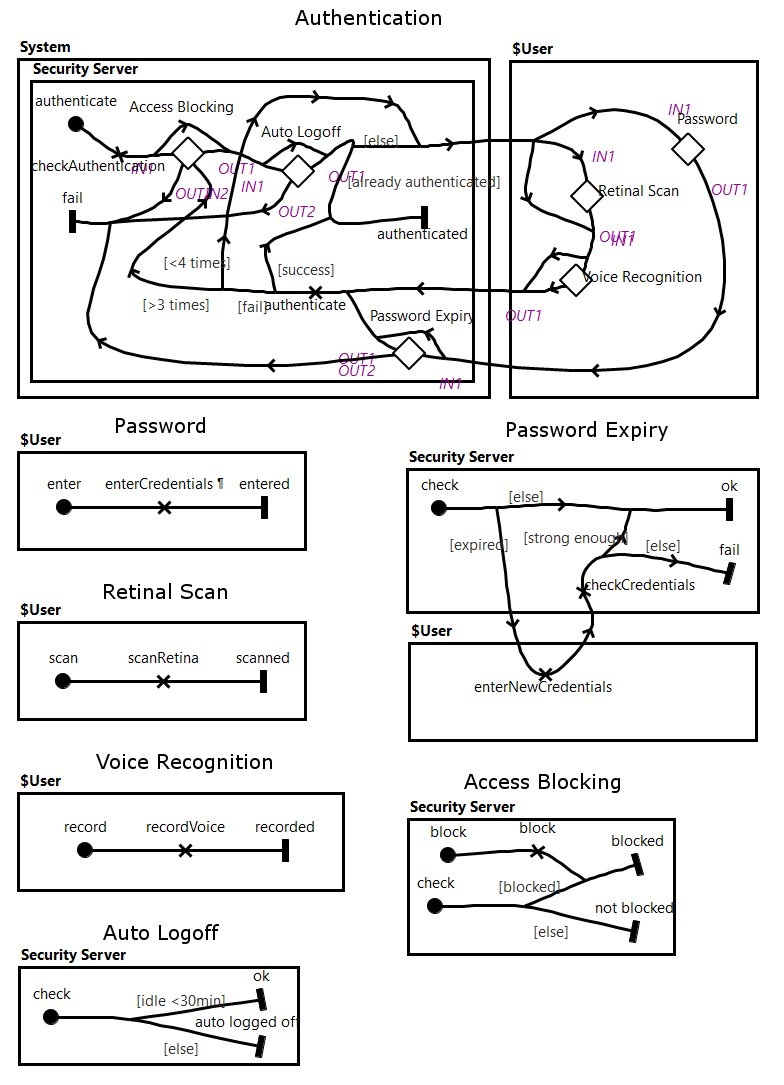 Authentication
System
$User
Security Server
authenticate
Access Blocking
IN1
Password
Auto Logoff
[else]
checkAuthentication
IN1
OUT1
OUT1
IN1
[already authenticated]
IN1
Retinal Scan
OUT1
fail
OUT1
IN2
OUT2
authenticated
OUT1
IN1
[<4 times]
[success]
Voice Recognition
[>3 times]
[fail]
authenticate
Password Expiry
OUT1
OUT1
OUT2
IN1
Password
$User
enter
enterCredentials ¶
entered
Password Expiry
Security Server
check
[else]
ok
[expired]
[strong enough]
[else]
fail
checkCredentials
$User
enterNewCredentials
Retinal Scan
$User
scan
scanRetina
scanned
Voice Recognition
$User
record
recordVoice
recorded
Access Blocking
Security Server
block
block
blocked
check
[blocked]
not blocked
[else]
Auto Logoff
Security Server
check
ok
[idle <30min]
auto logged off
[else]